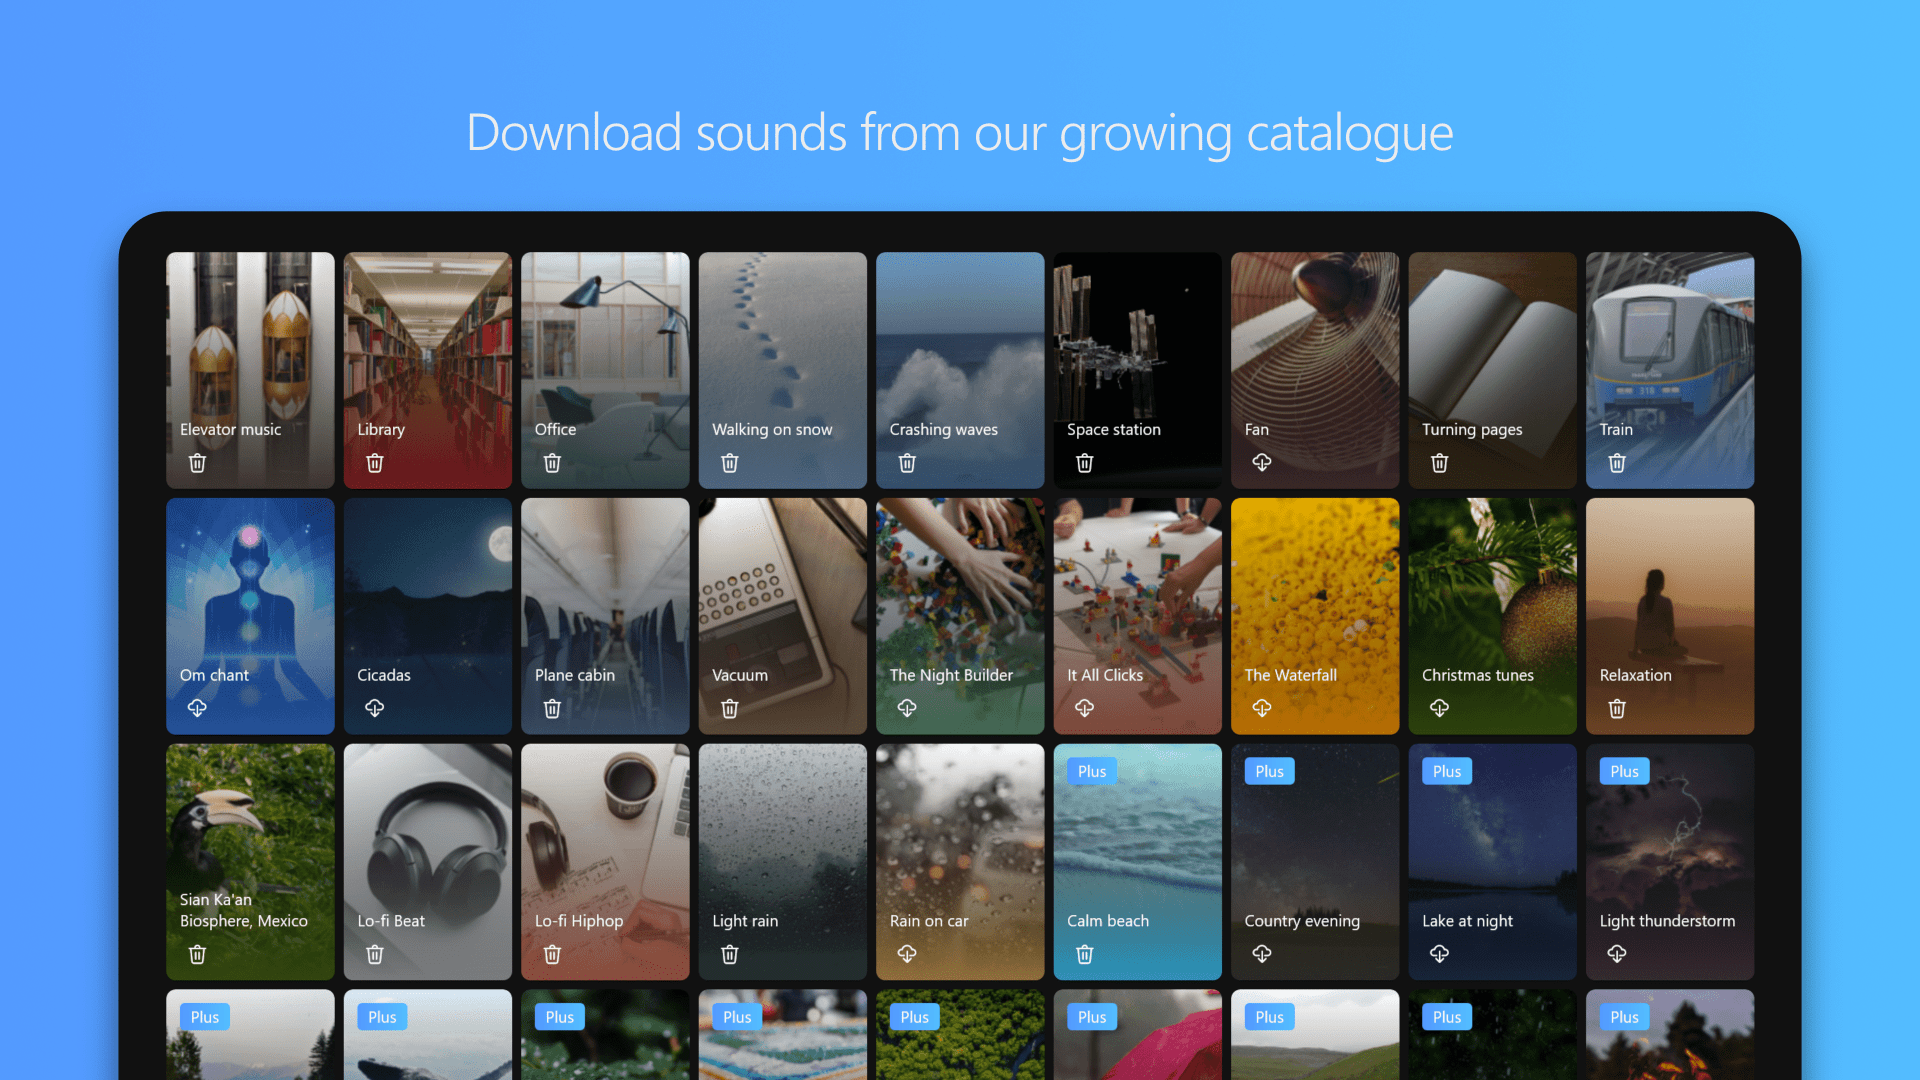 Download sounds from our growing catalogue
Elevator music
Library
Office
Walking on snow
Crashing waves
Space station
Fan
Turning pages
Train
318
Om chant
Cicadas
Plane cabin
Vacuum
The Night Builder
It All Clicks
The Waterfall
Christmas tunes
Relaxation
Plus
Plus
Plus
Plus
Sian Ka'an
Biosphere, Mexico
Lo-fi Beat
Lo-fi Hiphop
Light rain
Rain on car
Calm beach
Country evening
Lake at night
Light thunderstorm
Plus
Plus
Plus
Plus
Plus
Plus
Plus
Plus
Plus